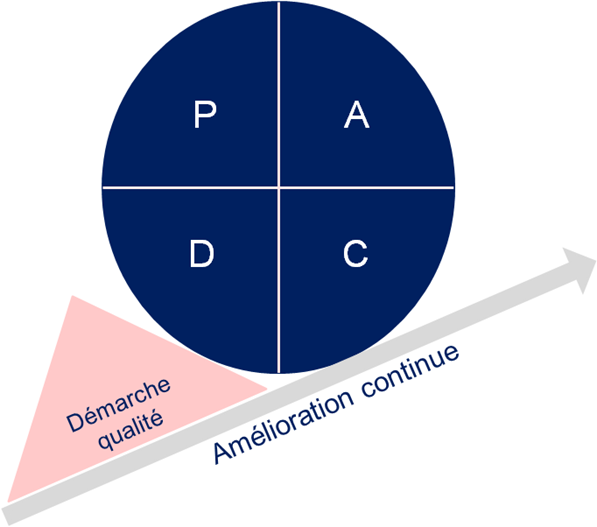 P
A
D
C
Démarche
qualité
Amélioration continue